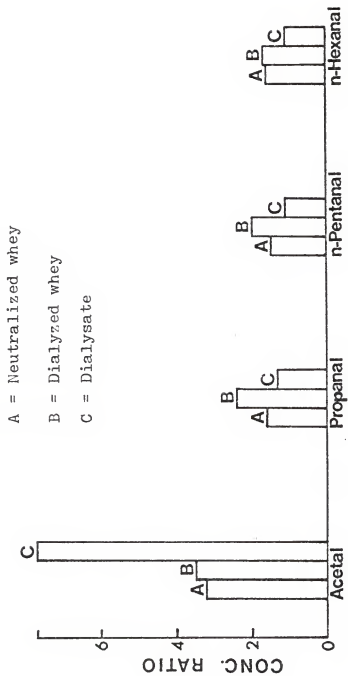 A = Neutralized whey
B = Dialyzed whey
C = Dialysate
CONC. RATIO
6
4
2
0
A B C
A B C
A B C
A B C
Acetal Propanal n-Pentanal n-Hexanal